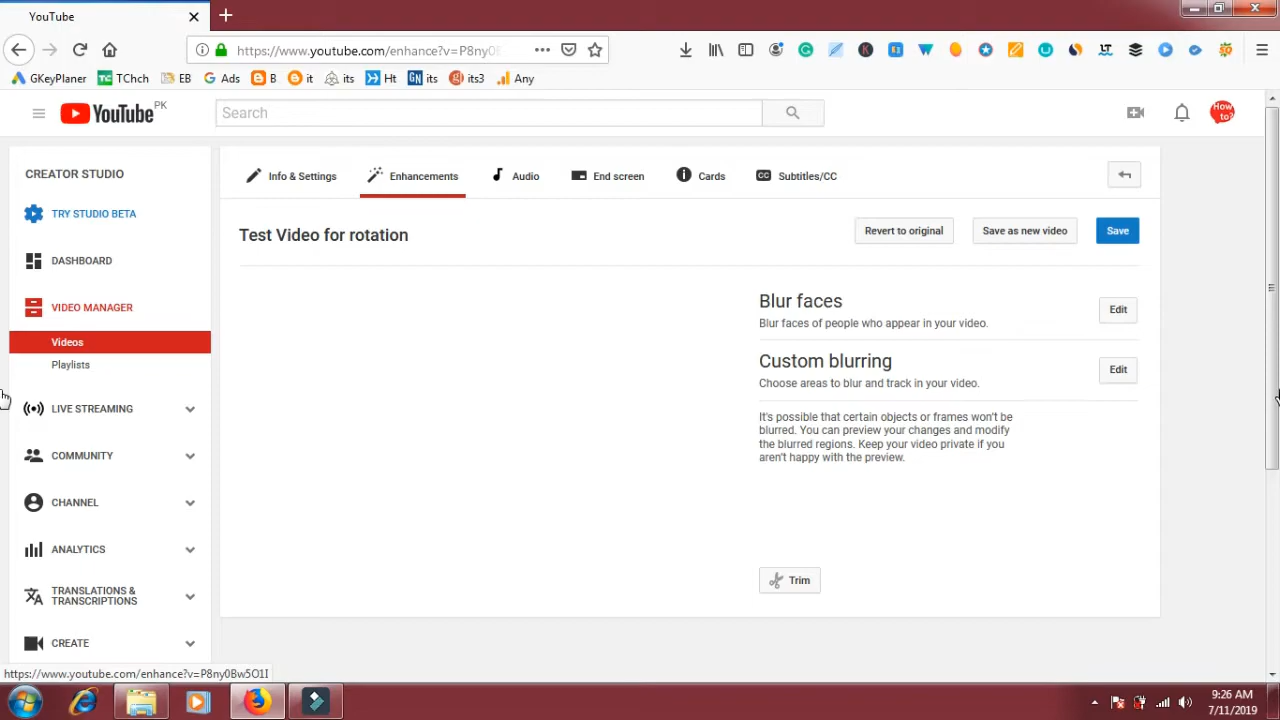 YouTube
https://www.youtube.com/enhance?v=P8ny0B
GKeyPlaner
TChch
EB
Ads
B
it
its
Ht
its
its3
Any
YouTube PK
Search
How to?
CREATOR STUDIO
TRY STUDIO BETA
DASHBOARD
VIDEO MANAGER
Videos
Playlists
LIVE STREAMING
COMMUNITY
CHANNEL
ANALYTICS
TRANSLATIONS &
TRANSCRIPTIONS
CREATE
Info & Settings
Enhancements
Audio
End screen
Cards
CC Subtitles/CC
Test Video for rotation
Revert to original
Save as new video
Save
Blur faces
Blur faces of people who appear in your video.
Edit
Custom blurring
Choose areas to blur and track in your video.
Edit
It's possible that certain objects or frames won't be
blurred. You can preview your changes and modify
the blurred regions. Keep your video private if you
aren't happy with the preview.
Trim
https://www.youtube.com/enhance?v=P8ny0Bw5O1I
9:26 AM
7/11/2019